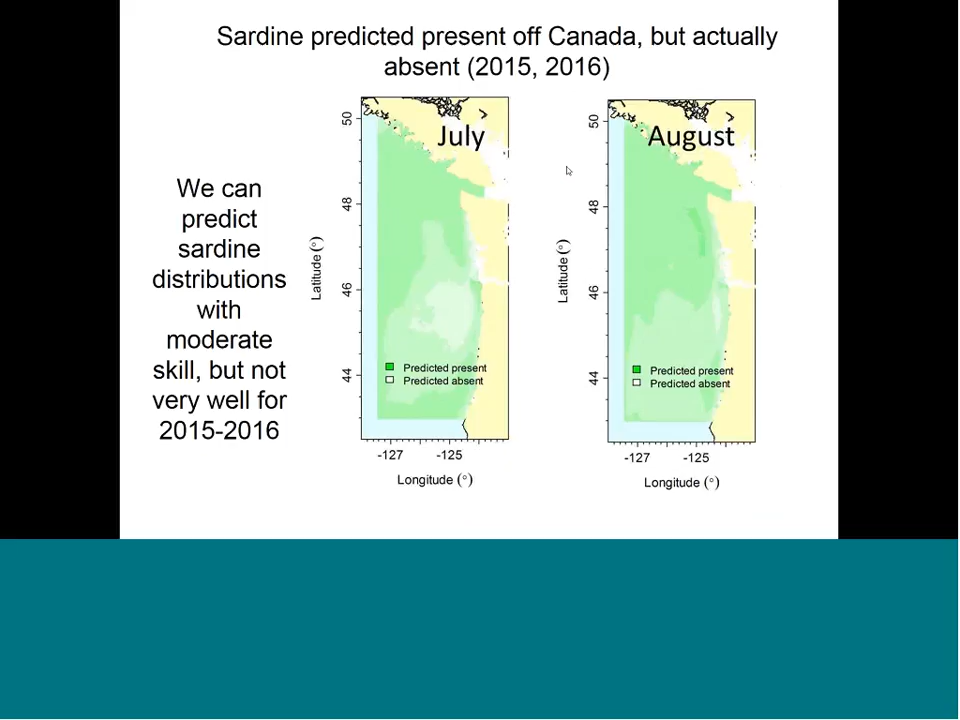 Sardine predicted present off Canada, but actually
absent (2015, 2016)
We can
predict
sardine
distributions
with
moderate
skill, but not
very well for
2015-2016
July
50
48
46
44
Latitude (°)
Predicted present
Predicted absent
-127
-125
Longitude (°)
August
50
48
46
44
Latitude (°)
Predicted present
Predicted absent
-127
-125
Longitude (°)